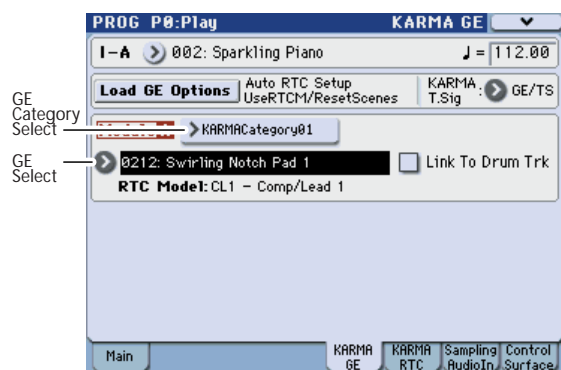 PROG P0:Play KARMA GE
I-A 002: Sparkling Piano ♩= 112.00
Load GE Options Auto RTC Setup KARMA : GE/TS
UseRTCM/ResetScenes T.Sig
GE
Category
Select
KARMACategory01
GE
Select
0212: Swirling Notch Pad 1 Link To Drum Trk
RTC Model: CL1 - Comp/Lead 1
Main KARMA GE KARMA RTC Sampling AudioIn Control Surface